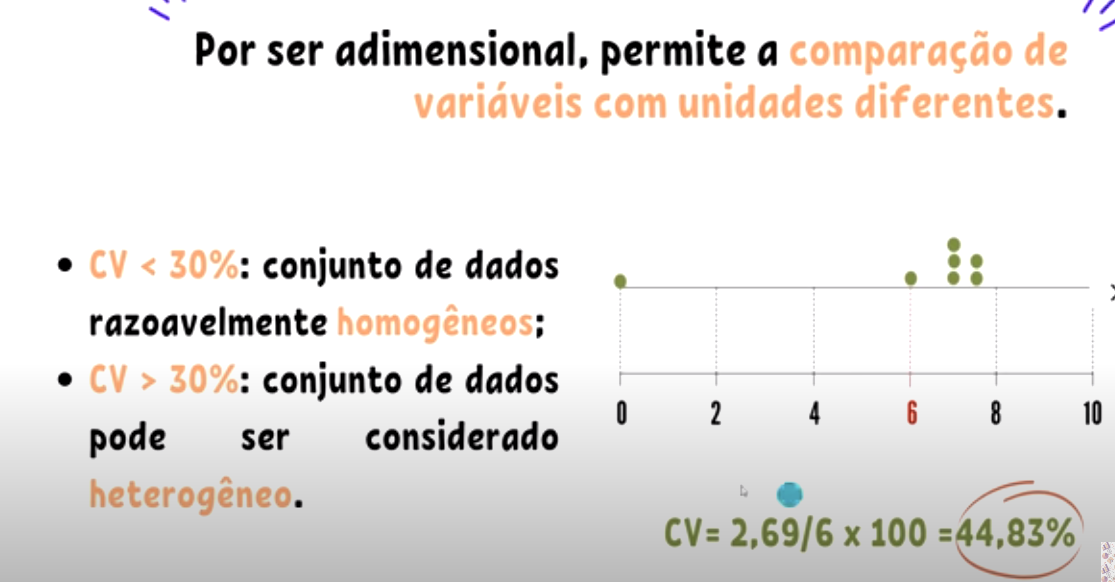 Por ser adimensional, permite a comparação de
variáveis com unidades diferentes.
• CV < 30%: conjunto de dados
razoavelmente homogêneos;
• CV > 30%: conjunto de dados
pode ser considerado
heterogêneo.
0 2 4 6 8 10
CV= 2,69/6 x 100 =44,83%